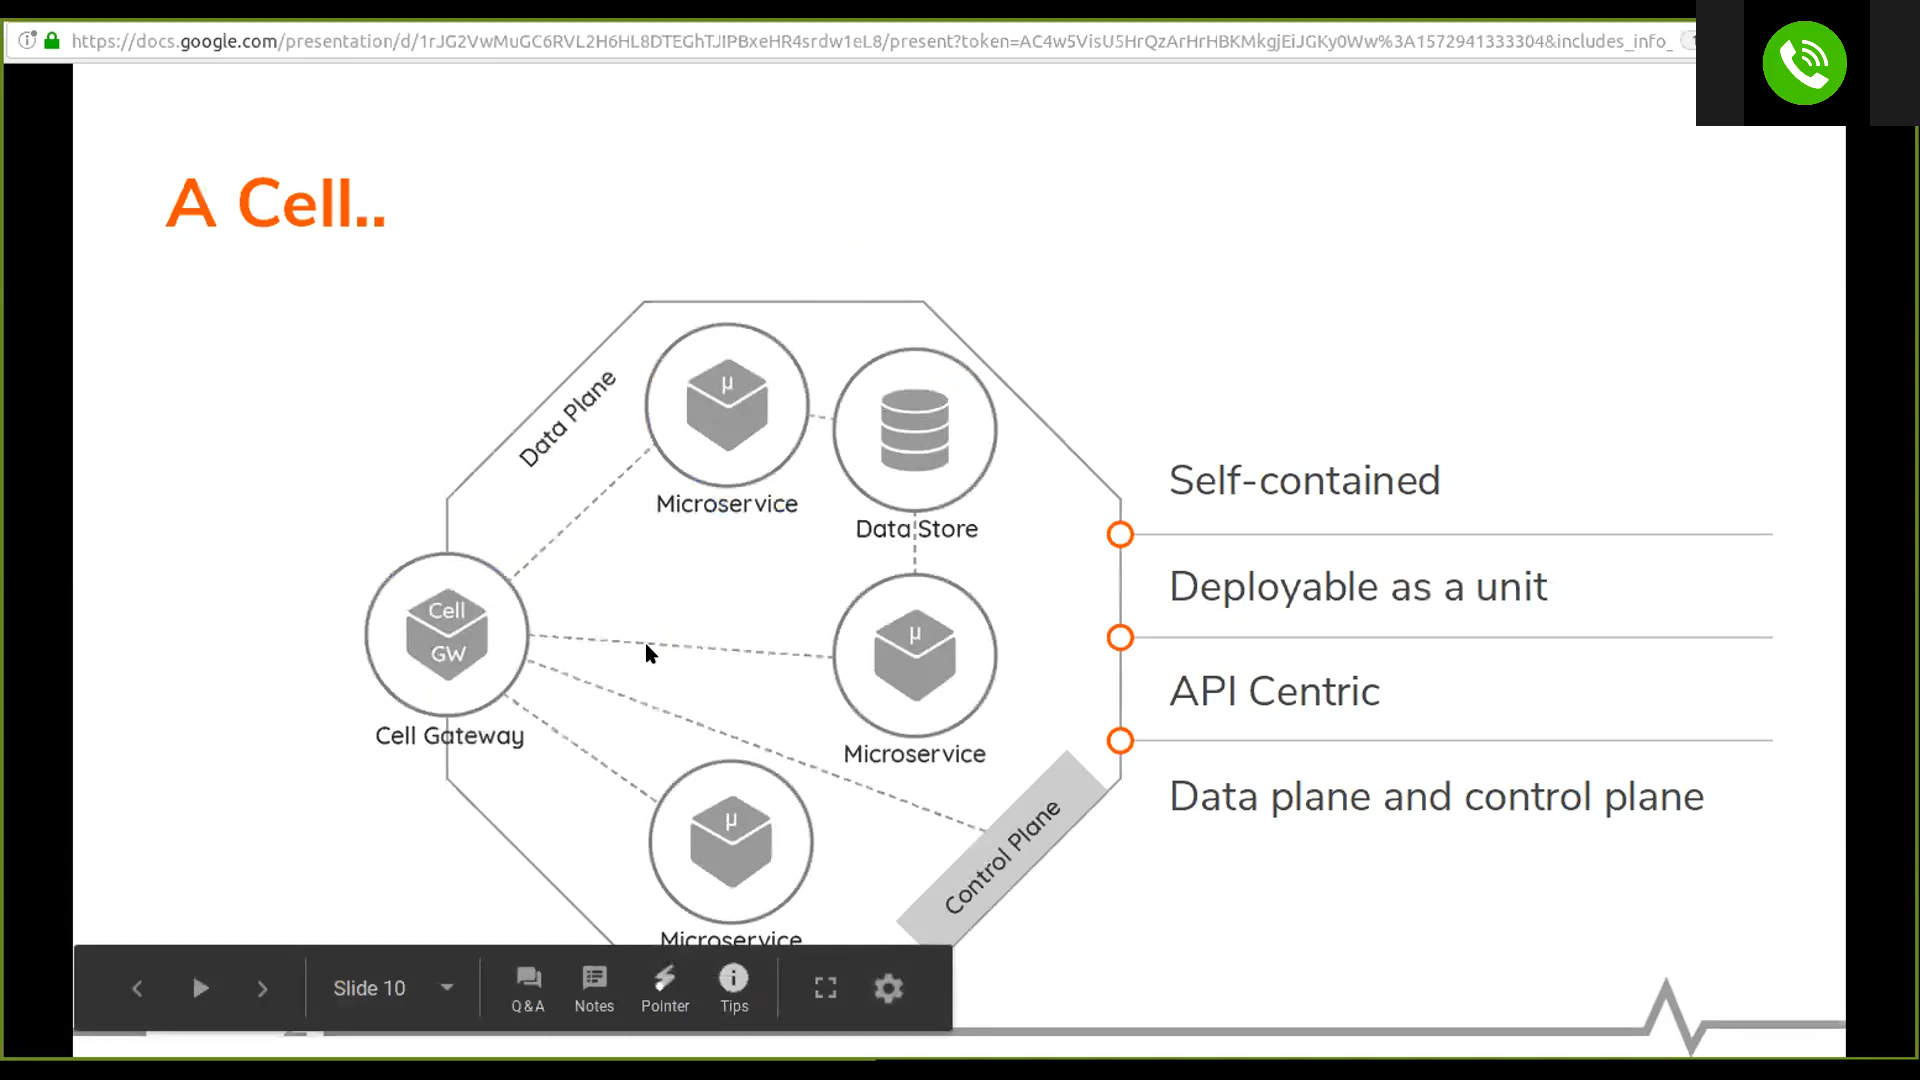 https://docs.google.com/presentation/d/1rJG2VwMuGC6RVL2H6HL8DTEGhTJIPBxeHR4srdw1eL8/present?token=AC4w5VisU5HrQzArHrHBKMkgjEiJGKy0Ww%3A1572941333304&includes_info_
A Cell..
Data Plane
µ
Microservice
Data Store
Cell
GW
Cell Gateway
µ
Microservice
µ
Microservice
Control Plane
Self-contained
Deployable as a unit
API Centric
Data plane and control plane
Slide 10
Q&A
Notes
Pointer
Tips